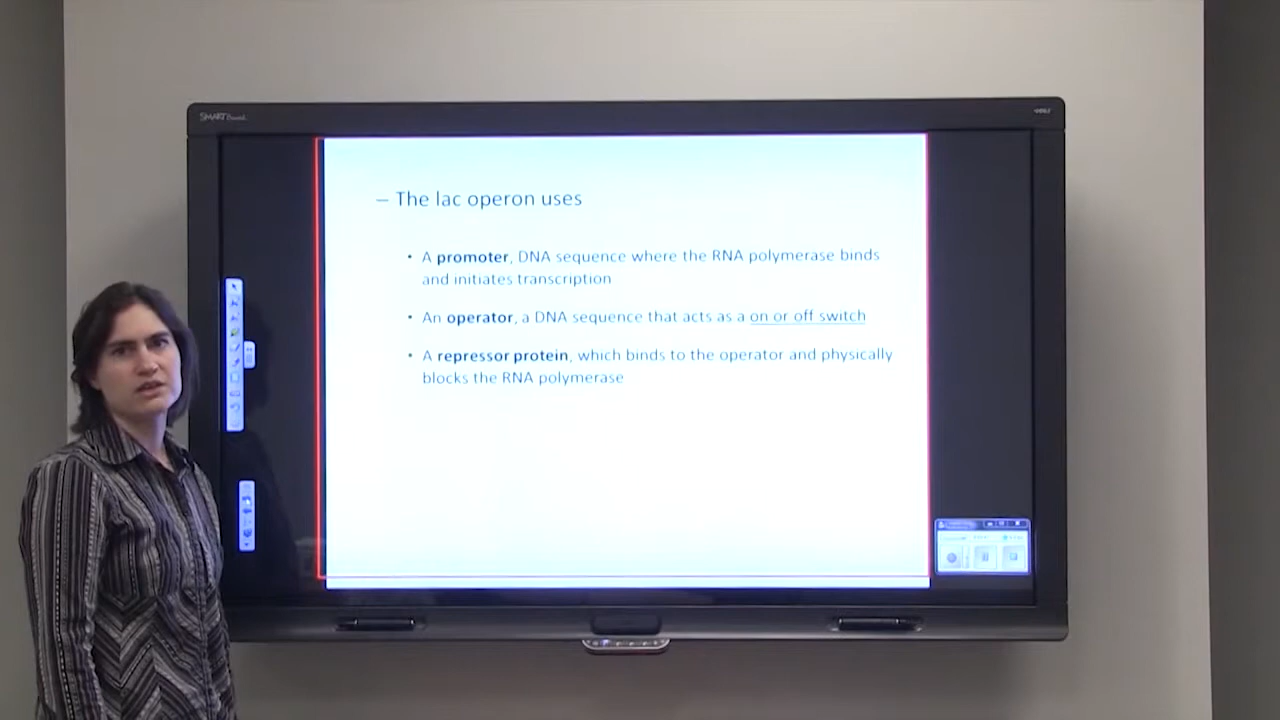 SMART Board
– The lac operon uses
• A promoter, DNA sequence where the RNA polymerase binds
and initiates transcription
• An operator, a DNA sequence that acts as a on or off switch
• A repressor protein, which binds to the operator and physically
blocks the RNA polymerase